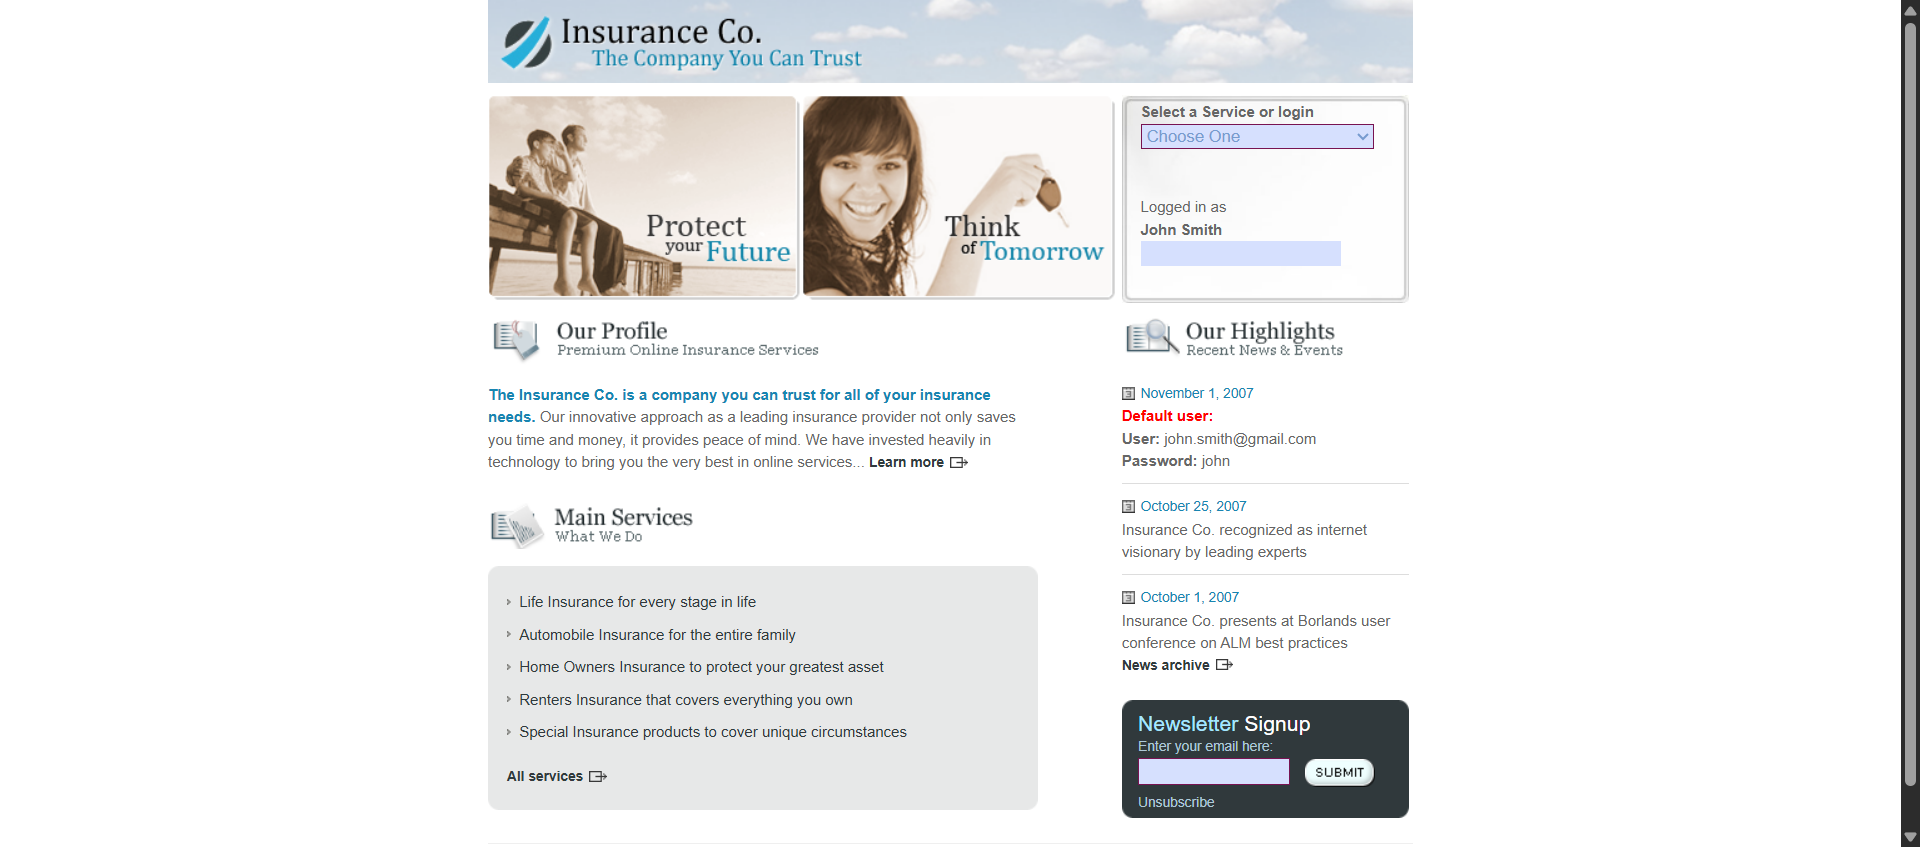 Insurance Co.
The Company You Can Trust
Protect
your Future
Think
of Tomorrow
Select a Service or login
Choose One
Logged in as
John Smith
Our Profile
Premium Online Insurance Services
The Insurance Co. is a company you can trust for all of your insurance
needs. Our innovative approach as a leading insurance provider not only saves
you time and money, it provides peace of mind. We have invested heavily in
technology to bring you the very best in online services... Learn more
Main Services
What We Do
Life Insurance for every stage in life
Automobile Insurance for the entire family
Home Owners Insurance to protect your greatest asset
Renters Insurance that covers everything you own
Special Insurance products to cover unique circumstances
All services
Our Highlights
Recent News & Events
November 1, 2007
Default user:
User: john.smith@gmail.com
Password: john
October 25, 2007
Insurance Co. recognized as internet
visionary by leading experts
October 1, 2007
Insurance Co. presents at Borlands user
conference on ALM best practices
News archive
Newsletter Signup
Enter your email here:
SUBMIT
Unsubscribe